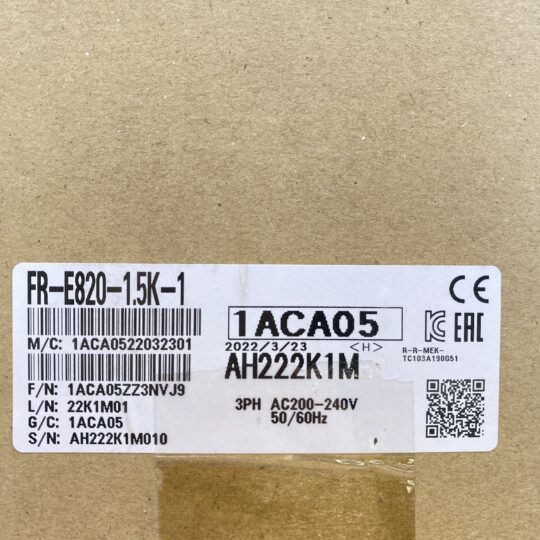 FR-E820-1.5K-1
M/C: 1ACA0522032301
1ACA05
2022/3/23 <H>
AH222K1M
3PH AC200-240V
50/60Hz
F/N: 1ACA05ZZ3NVJ9
L/N: 22K1M01
G/C: 1ACA05
S/N: AH222K1M010
CE
EAC
R-R-MEK-
TC103A190G51